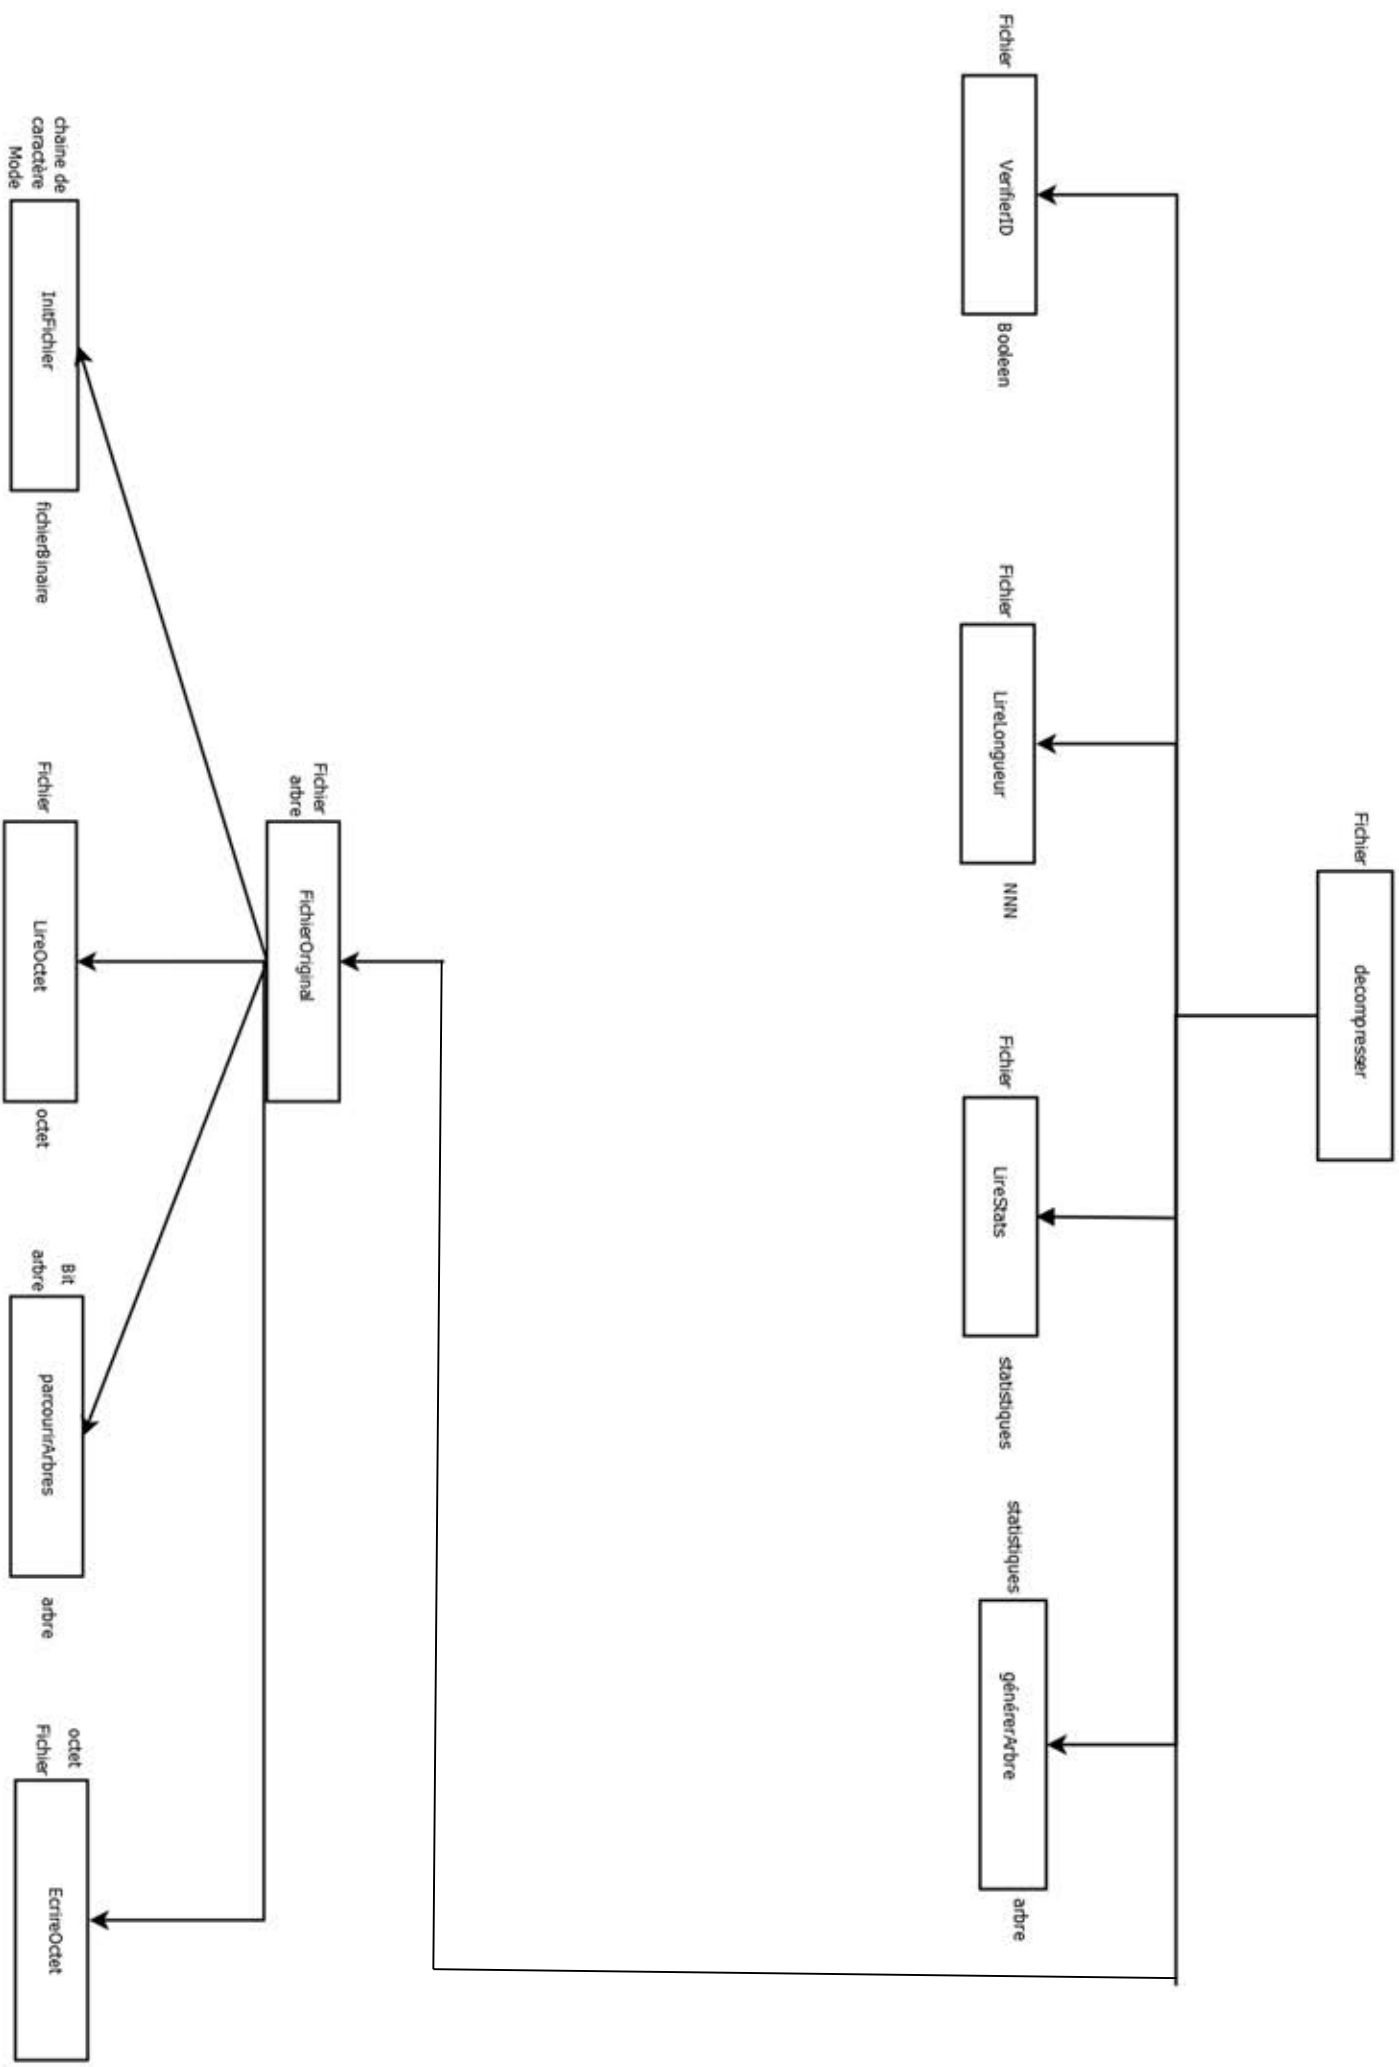 Fichier
decompresser
Fichier
VerifierID
Booleen
Fichier
LireLongueur
NNN
Fichier
LireStats
statistiques
statistiques
générerArbre
arbre
Fichier
arbre
FichierOriginal
chaine de
caractère
Mode
InitFichier
fichierBinaire
Fichier
LireOctet
octet
Bit
arbre
parcourirArbres
arbre
octet
Fichier
EcrireOctet